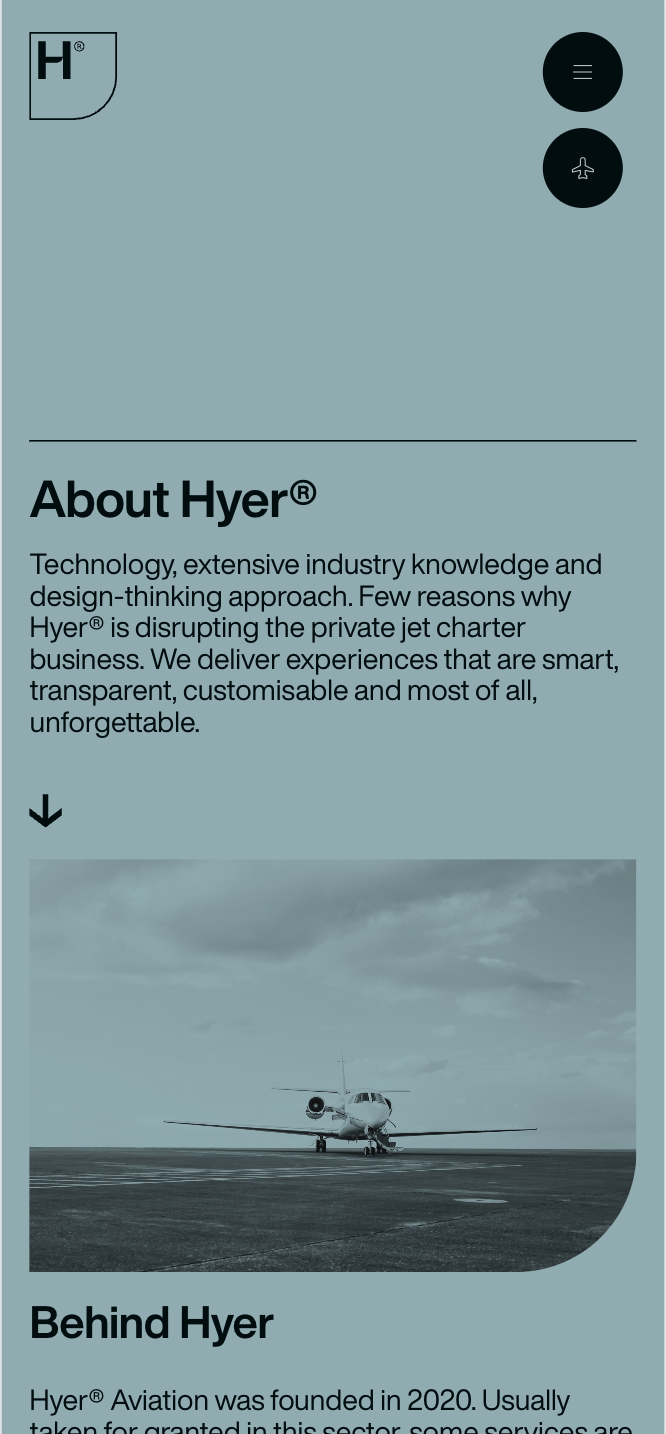 H®
About Hyer®
Technology, extensive industry knowledge and
design-thinking approach. Few reasons why
Hyer® is disrupting the private jet charter
business. We deliver experiences that are smart,
transparent, customisable and most of all,
unforgettable.
Behind Hyer
Hyer® Aviation was founded in 2020. Usually
taken for granted in this sector, some services are